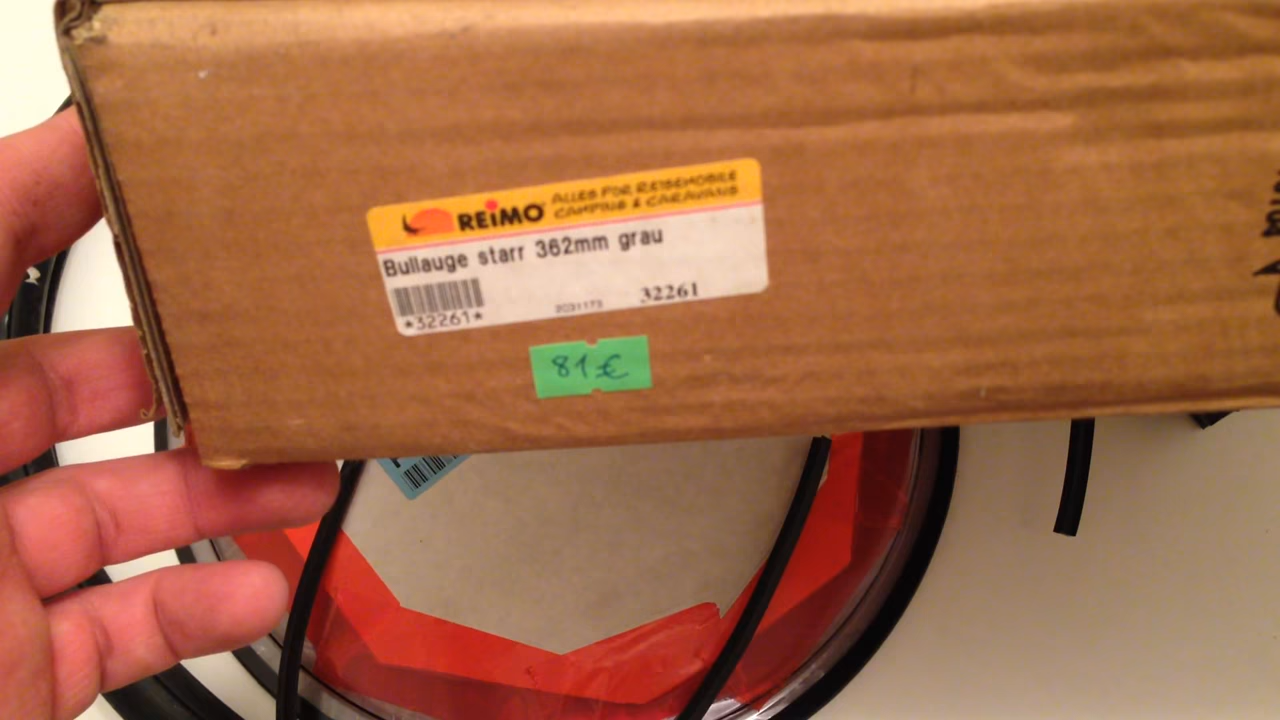 REIMO
ALLES FÜR REISEMOBILE
CAMPING & CARAVANS
Bullauge starr 362mm grau
*32261*
2031173
32261
81€